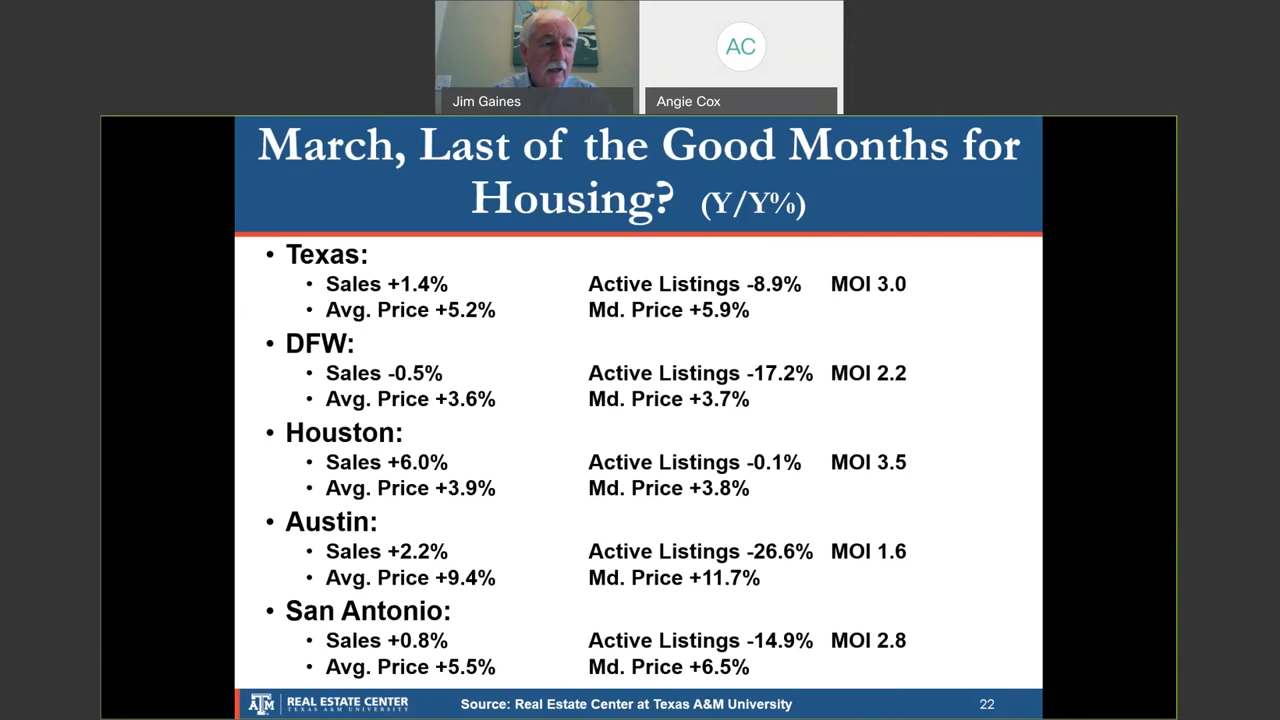 Jim Gaines
AC
Angie Cox
March, Last of the Good Months for
Housing? (Y/Y%)
• Texas:
• Sales +1.4% Active Listings -8.9% MOI 3.0
• Avg. Price +5.2% Md. Price +5.9%
• DFW:
• Sales -0.5% Active Listings -17.2% MOI 2.2
• Avg. Price +3.6% Md. Price +3.7%
• Houston:
• Sales +6.0% Active Listings -0.1% MOI 3.5
• Avg. Price +3.9% Md. Price +3.8%
• Austin:
• Sales +2.2% Active Listings -26.6% MOI 1.6
• Avg. Price +9.4% Md. Price +11.7%
• San Antonio:
• Sales +0.8% Active Listings -14.9% MOI 2.8
• Avg. Price +5.5% Md. Price +6.5%
ATM REAL ESTATE CENTER
TEXAS A&M UNIVERSITY
Source: Real Estate Center at Texas A&M University
22